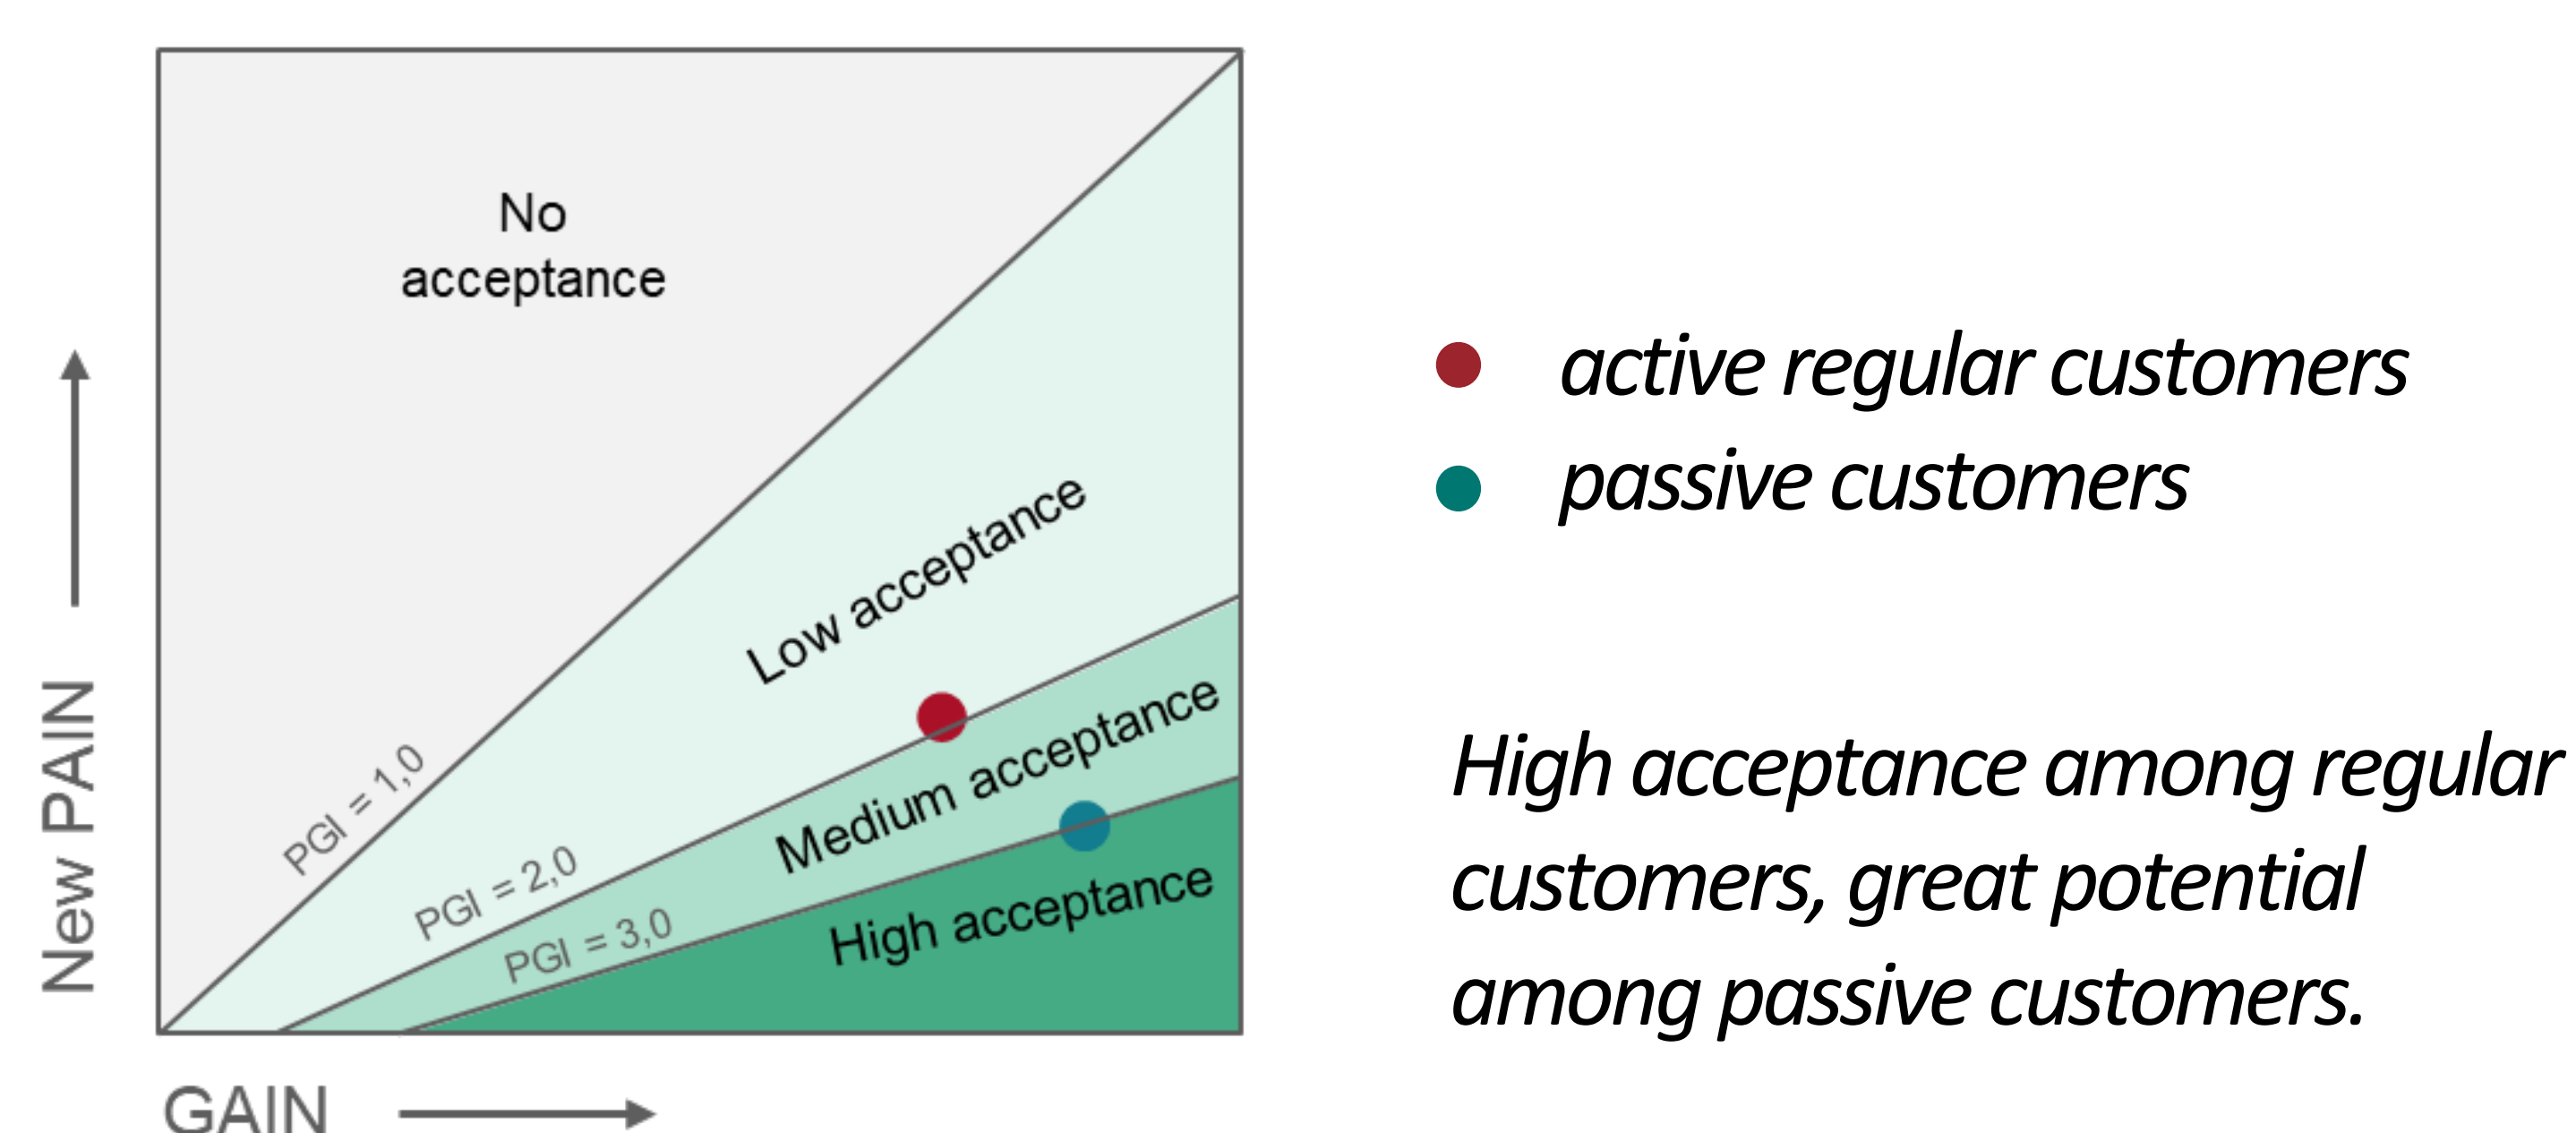 No
acceptance
Low acceptance
Medium acceptance
High acceptance
PGI = 1,0
PGI = 2,0
PGI = 3,0
New PAIN
GAIN
active regular customers
passive customers
High acceptance among regular
customers, great potential
among passive customers.